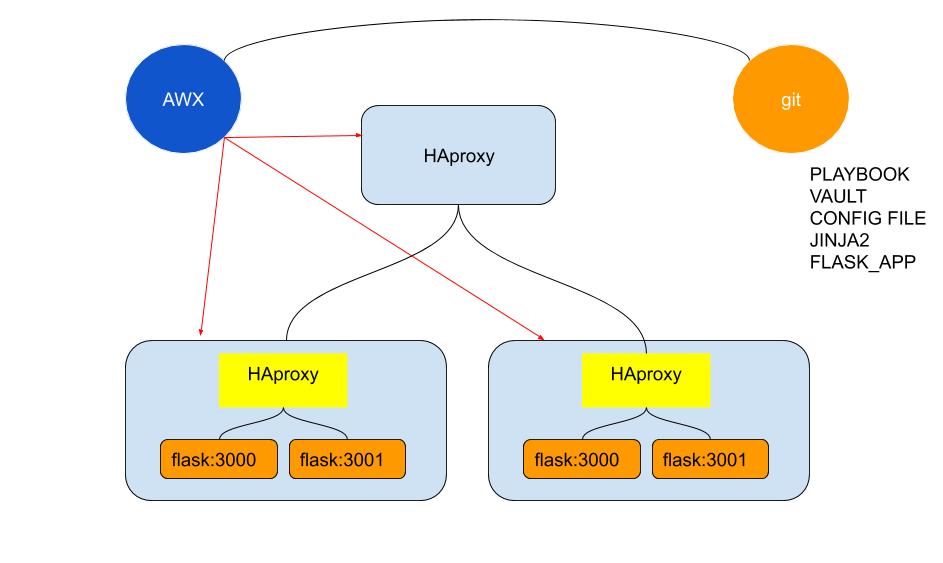 AWX
git
HAproxy
PLAYBOOK
VAULT
CONFIG FILE
JINJA2
FLASK_APP
HAproxy
HAproxy
flask:3000
flask:3001
flask:3000
flask:3001